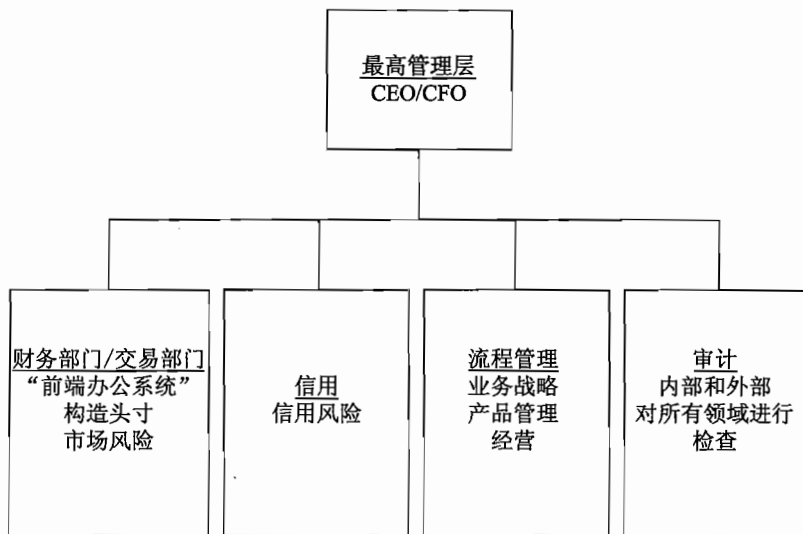 最高管理层
CEO/CFO
财务部门/交易部门
“前端办公系统”
构造头寸
市场风险
信用
信用风险
流程管理
业务战略
产品管理
经营
审计
内部和外部
对所有领域进行
检查